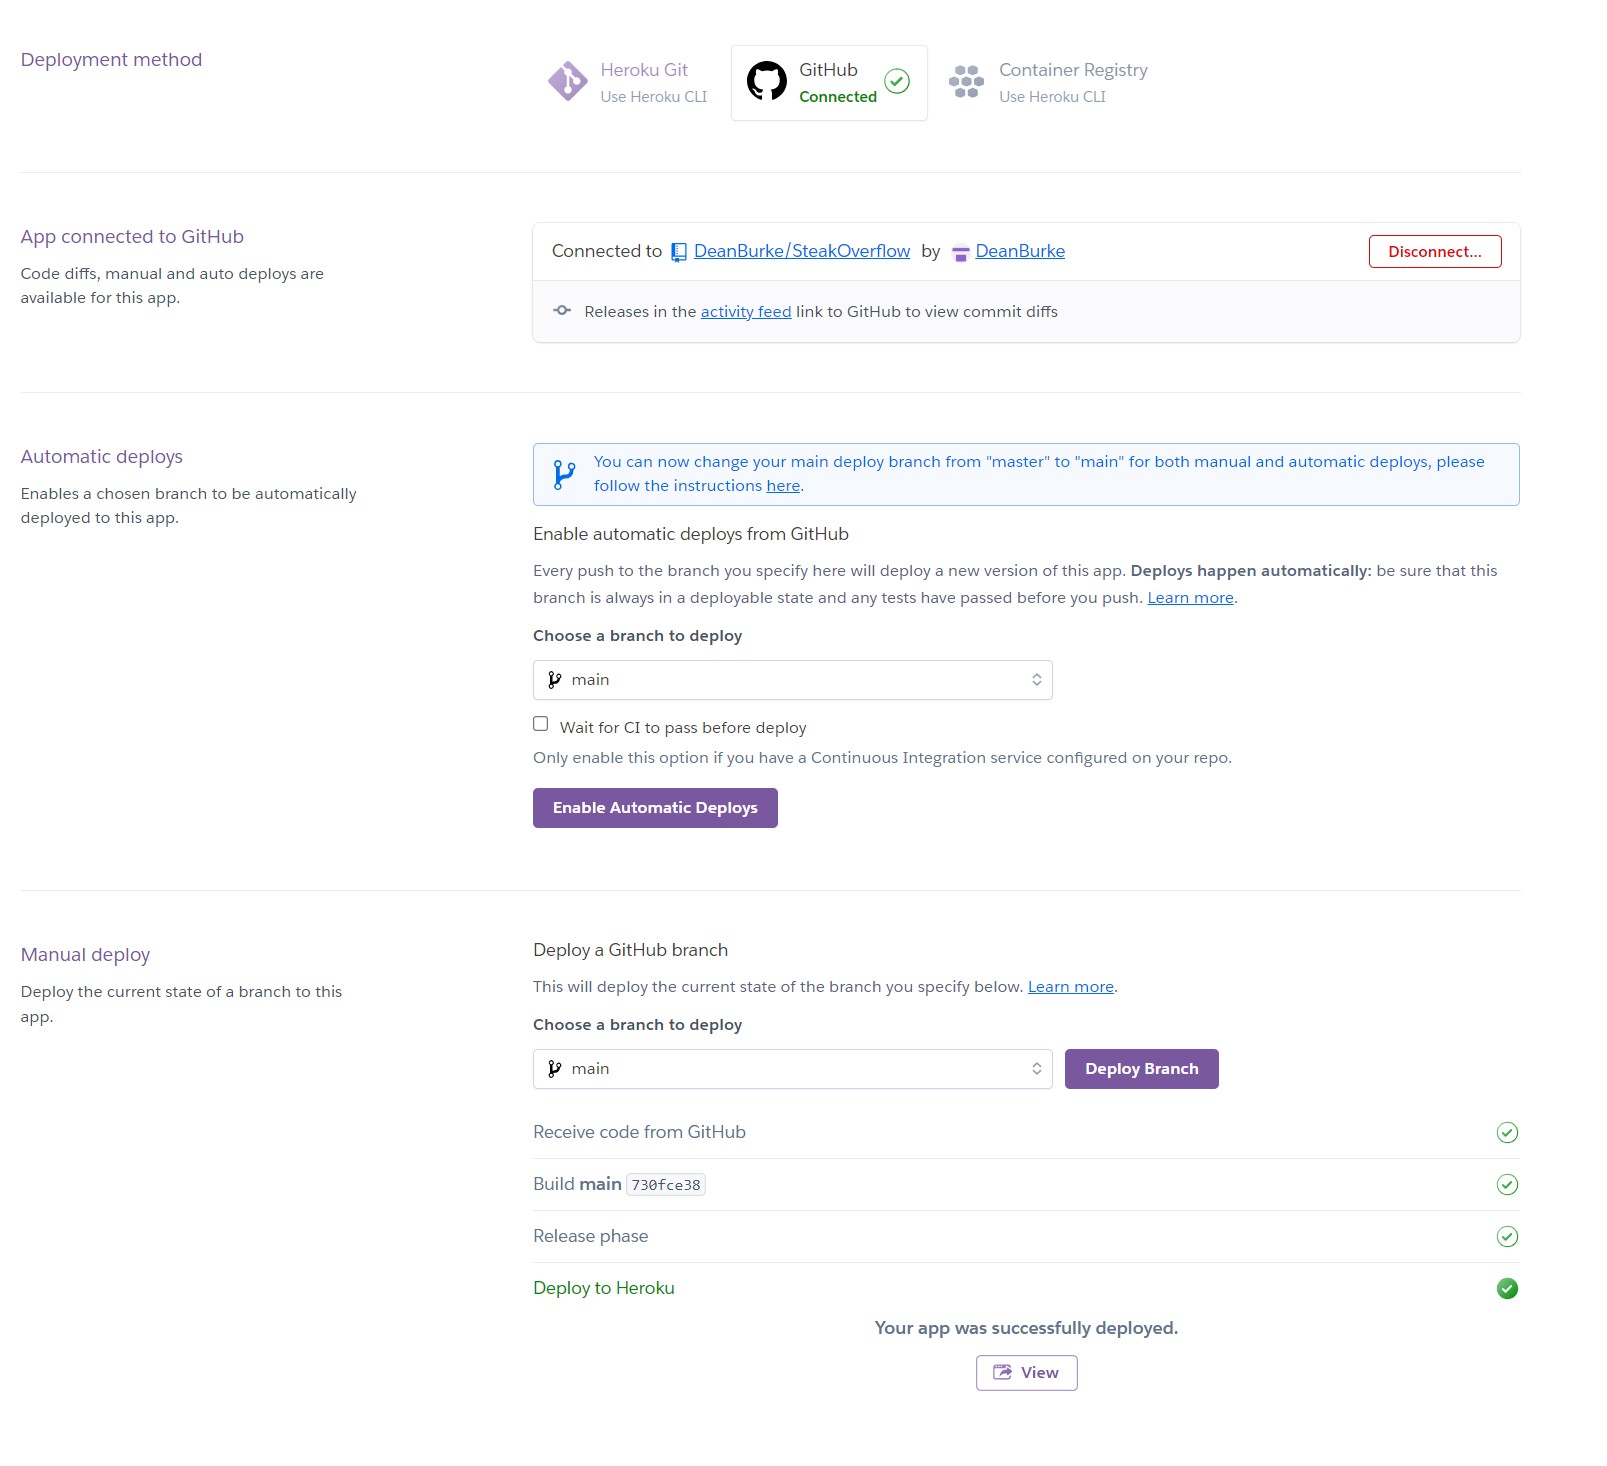 Deployment method
Heroku Git
Use Heroku CLI
GitHub
Connected
Container Registry
Use Heroku CLI
App connected to GitHub
Code diffs, manual and auto deploys are
available for this app.
Connected to DeanBurke/SteakOverflow by DeanBurke
Disconnect...
Releases in the activity feed link to GitHub to view commit diffs
Automatic deploys
Enables a chosen branch to be automatically
deployed to this app.
You can now change your main deploy branch from "master" to "main" for both manual and automatic deploys, please
follow the instructions here.
Enable automatic deploys from GitHub
Every push to the branch you specify here will deploy a new version of this app. Deploys happen automatically: be sure that this
branch is always in a deployable state and any tests have passed before you push. Learn more.
Choose a branch to deploy
main
Wait for CI to pass before deploy
Only enable this option if you have a Continuous Integration service configured on your repo.
Enable Automatic Deploys
Manual deploy
Deploy the current state of a branch to this
app.
Deploy a GitHub branch
This will deploy the current state of the branch you specify below. Learn more.
Choose a branch to deploy
main
Deploy Branch
Receive code from GitHub
Build main 730fce38
Release phase
Deploy to Heroku
Your app was successfully deployed.
View